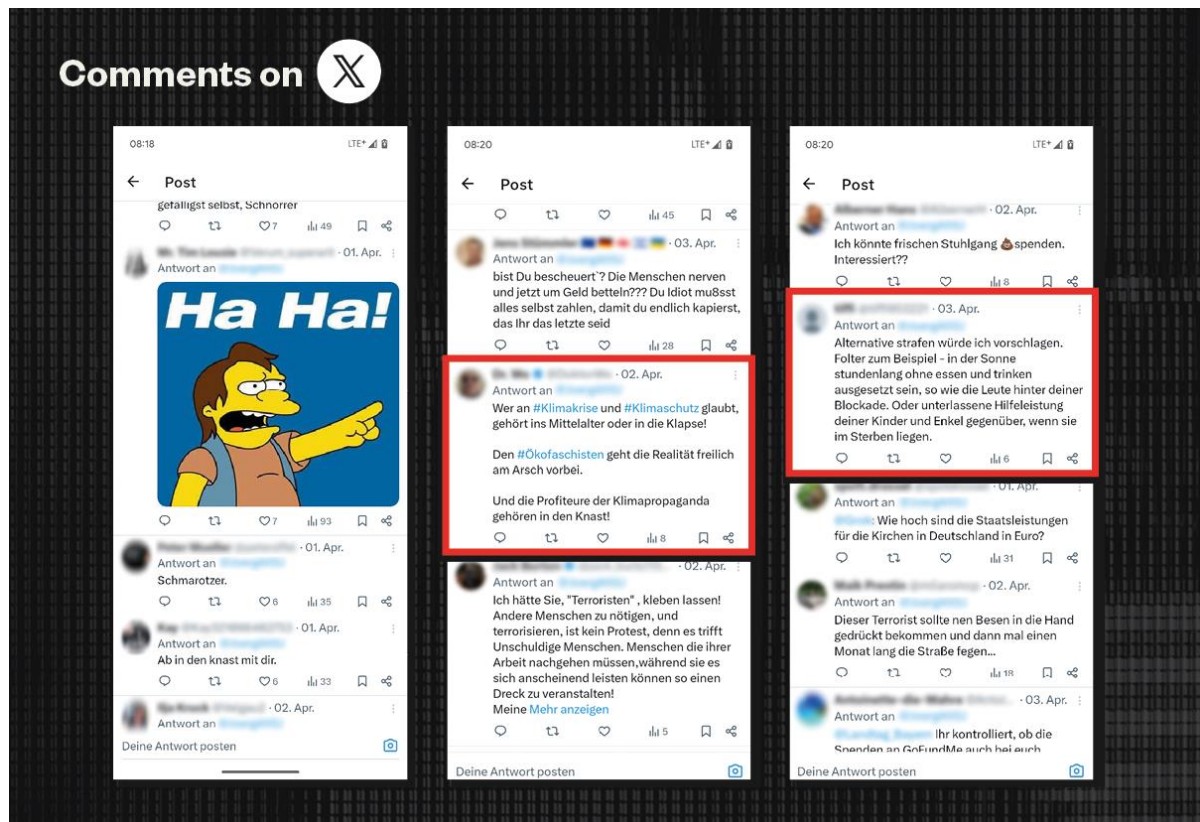 Comments on X
08:18 LTE+
Post
gefälligst selbst, Schnorrer
7 49
· 01. Apr.
Antwort an
Ha Ha!
7 93
· 01. Apr.
Antwort an
Schmarotzer.
6 35
· 01. Apr.
Antwort an
Ab in den knast mit dir.
6 33
· 02. Apr.
Antwort an
Deine Antwort posten
08:20 LTE+
Post
45
· 03. Apr.
Antwort an
bist Du bescheuert`? Die Menschen nerven
und jetzt um Geld betteln??? Du Idiot mu8sst
alles selbst zahlen, damit du endlich kapierst,
das Ihr das letzte seid
28
· 02. Apr.
Antwort an
Wer an #Klimakrise und #Klimaschutz glaubt,
gehört ins Mittelalter oder in die Klapse!
Den #Ökofaschisten geht die Realität freilich
am Arsch vorbei.
Und die Profiteure der Klimapropaganda
gehören in den Knast!
8
· 02. Apr.
Antwort an
Ich hätte Sie, "Terroristen" , kleben lassen!
Andere Menschen zu nötigen, und
terrorisieren, ist kein Protest, denn es trifft
Unschuldige Menschen. Menschen die ihrer
Arbeit nachgehen müssen,während sie es
sich anscheinend leisten können so einen
Dreck zu veranstalten!
Meine Mehr anzeigen
5
Deine Antwort posten
08:20 LTE+
Post
· 02. Apr.
Antwort an
Ich könnte frischen Stuhlgang 💩spenden.
Interessiert??
8
· 03. Apr.
Antwort an
Alternative strafen würde ich vorschlagen.
Folter zum Beispiel - in der Sonne
stundenlang ohne essen und trinken
ausgesetzt sein, so wie die Leute hinter deiner
Blockade. Oder unterlassene Hilfeleistung
deiner Kinder und Enkel gegenüber, wenn sie
im Sterben liegen.
6
· 01. Apr.
Antwort an
: Wie hoch sind die Staatsleistungen
für die Kirchen in Deutschland in Euro?
31
· 02. Apr.
Antwort an
Dieser Terrorist sollte nen Besen in die Hand
gedrückt bekommen und dann mal einen
Monat lang die Straße fegen...
18
· 03. Apr.
Antwort an
Ihr kontrolliert, ob die
Spenden an GoFundMe auch bei euch
Deine Antwort posten